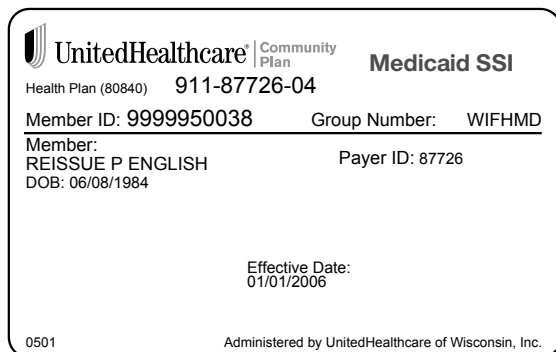 UnitedHealthcare® | Community Plan Medicaid SSI
Health Plan (80840) 911-87726-04
Member ID: 9999950038 Group Number: WIFHMD
Member: 
REISSUE P ENGLISH Payer ID: 87726
DOB: 06/08/1984
Effective Date:
01/01/2006
0501 Administered by UnitedHealthcare of Wisconsin, Inc.